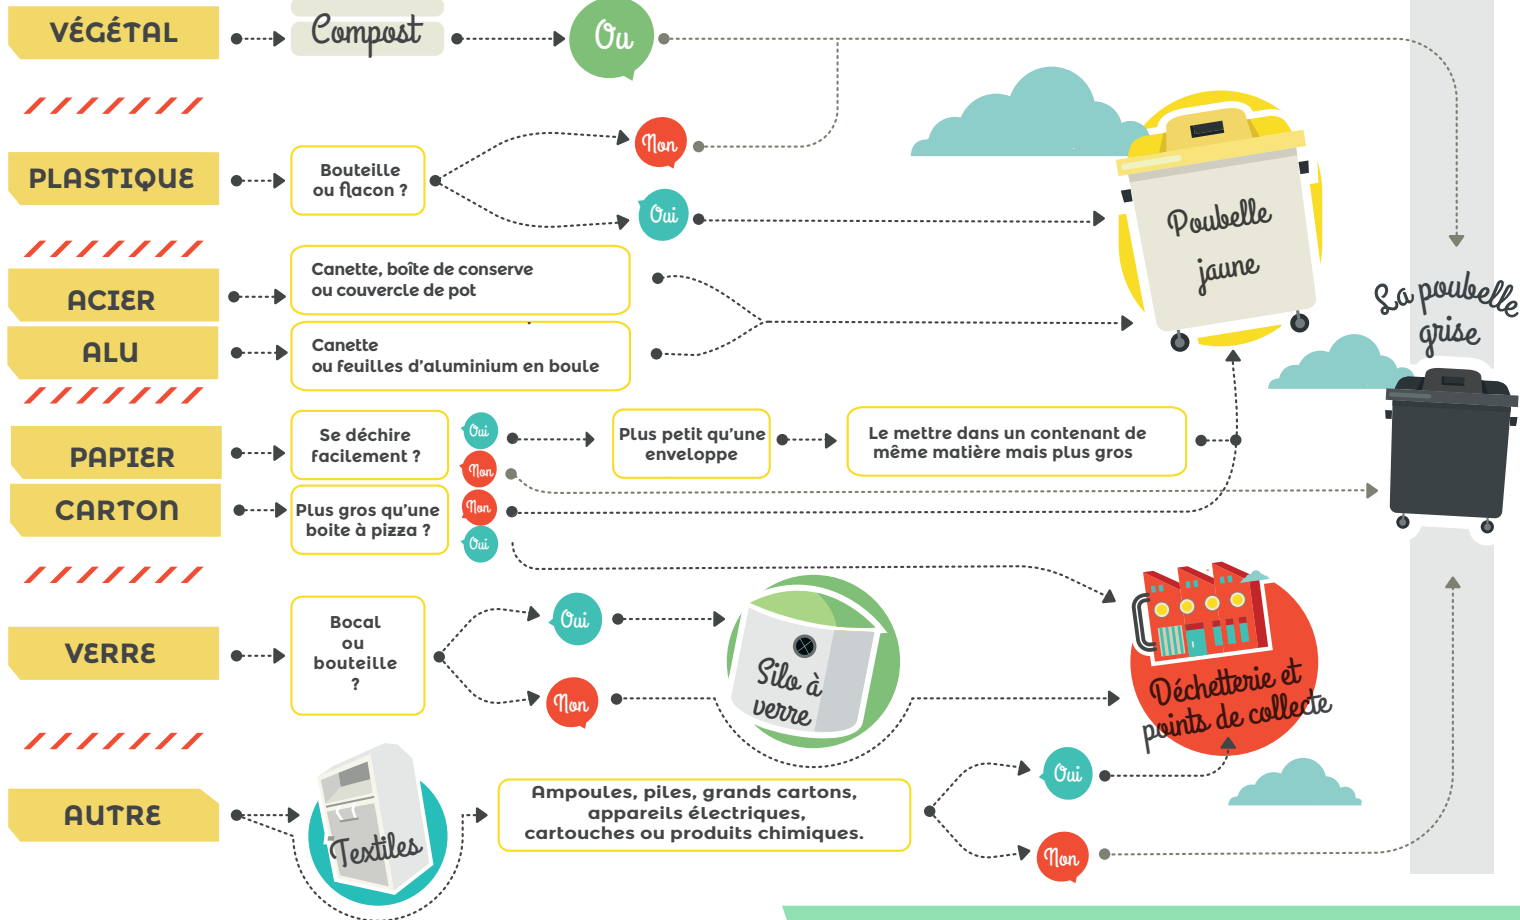 VÉGÉTAL
Compost
Ou
PLASTIQUE
Bouteille
ou flacon ?
Non
Oui
Poubelle
jaune
ACIER
Canette, boîte de conserve
ou couvercle de pot
ALU
Canette
ou feuilles d'aluminium en boule
La poubelle
grise
PAPIER
Se déchire
facilement ?
Oui
Non
Plus petit qu'une
enveloppe
Le mettre dans un contenant de
même matière mais plus gros
CARTON
Plus gros qu'une
boite à pizza ?
Non
Oui
VERRE
Bocal
ou
bouteille
?
Oui
Non
Silo à
verre
Déchetterie et
points de collecte
AUTRE
Textiles
Ampoules, piles, grands cartons,
appareils électriques,
cartouches ou produits chimiques.
Oui
Non